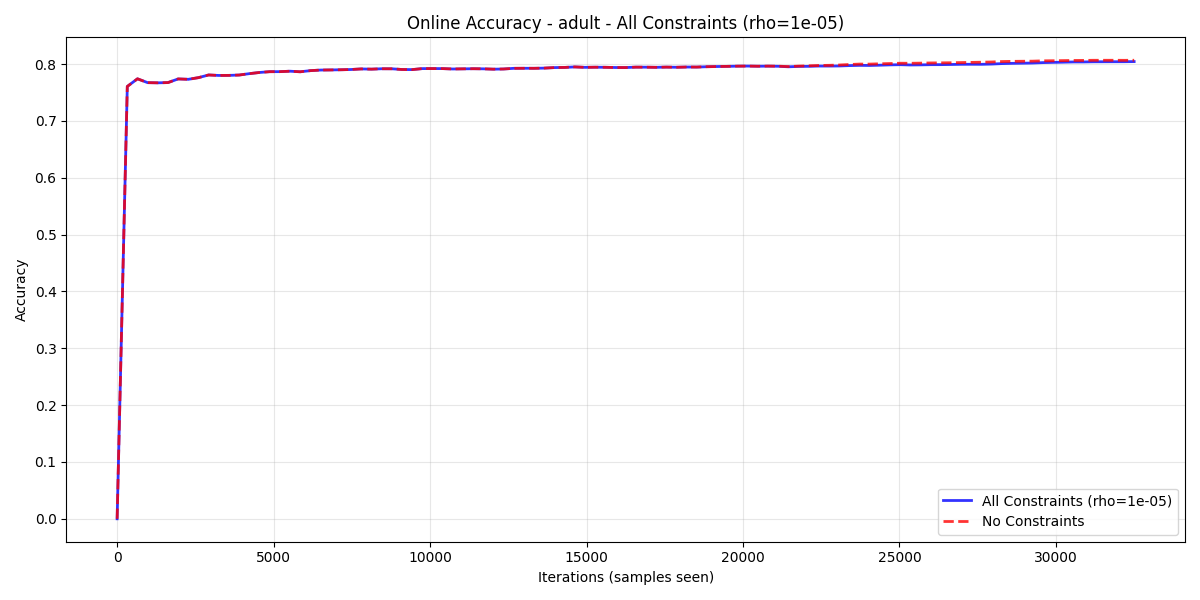 Online Accuracy - adult - All Constraints (rho=1e-05)
Accuracy
0.8
0.7
0.6
0.5
0.4
0.3
0.2
0.1
0.0
0 5000 10000 15000 20000 25000 30000
Iterations (samples seen)
All Constraints (rho=1e-05)
No Constraints